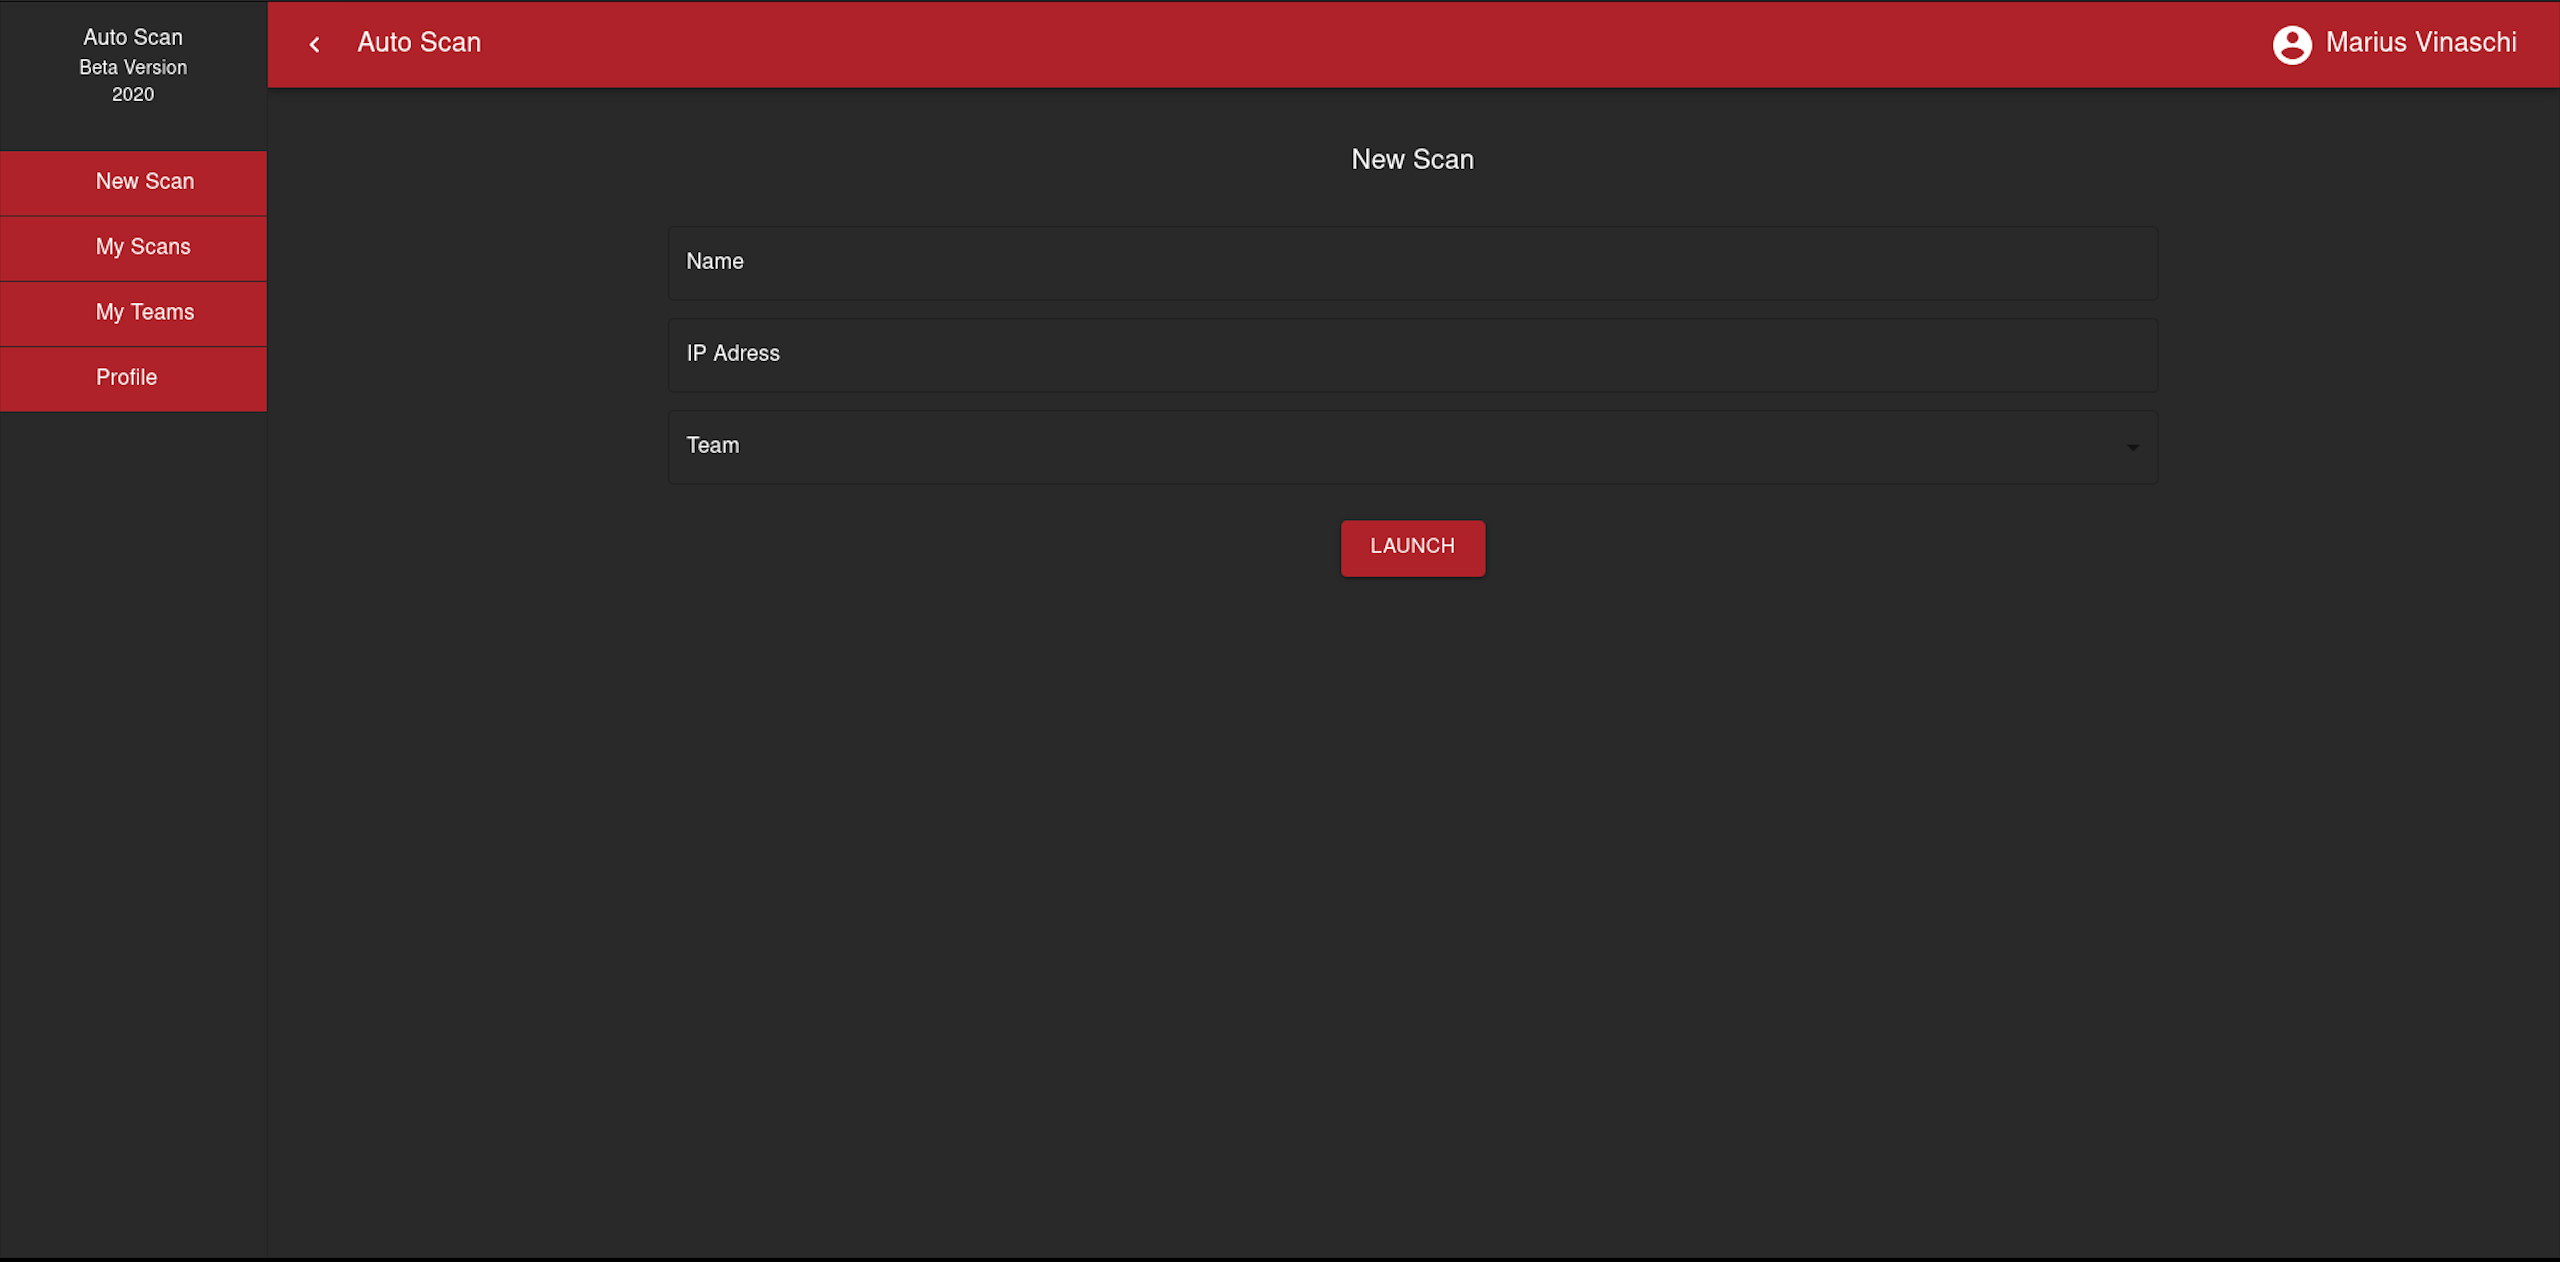 Auto Scan
Beta Version
2020
New Scan
My Scans
My Teams
Profile
Auto Scan
Marius Vinaschi
New Scan
Name
IP Adress
Team
LAUNCH